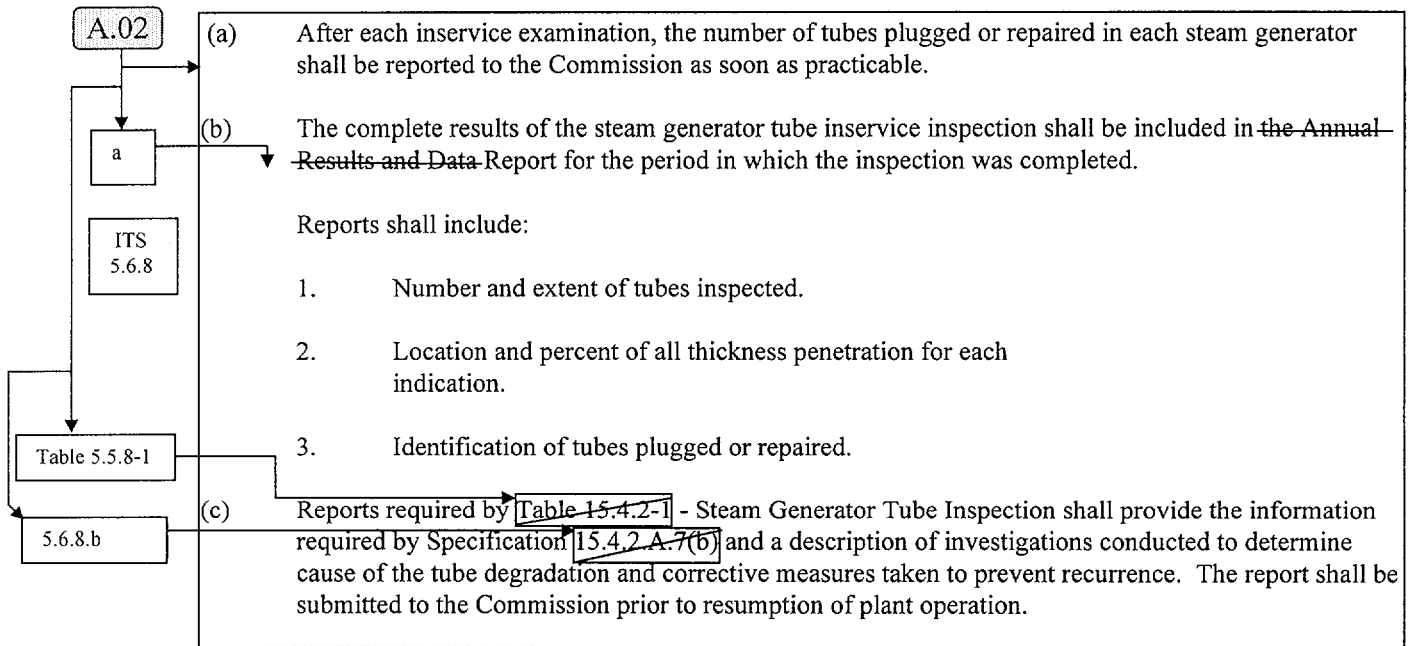 A.02
(a) After each inservice examination, the number of tubes plugged or repaired in each steam generator
shall be reported to the Commission as soon as practicable.
a
(b) The complete results of the steam generator tube inservice inspection shall be included in the Annual
Results and Data Report for the period in which the inspection was completed.
Reports shall include:
ITS
5.6.8
1. Number and extent of tubes inspected.
2. Location and percent of all thickness penetration for each
indication.
Table 5.5.8-1
3. Identification of tubes plugged or repaired.
(c) Reports required by Table 15.4.2-1 - Steam Generator Tube Inspection shall provide the information
5.6.8.b
required by Specification 15.4.2.A.7(b) and a description of investigations conducted to determine
cause of the tube degradation and corrective measures taken to prevent recurrence. The report shall be
submitted to the Commission prior to resumption of plant operation.